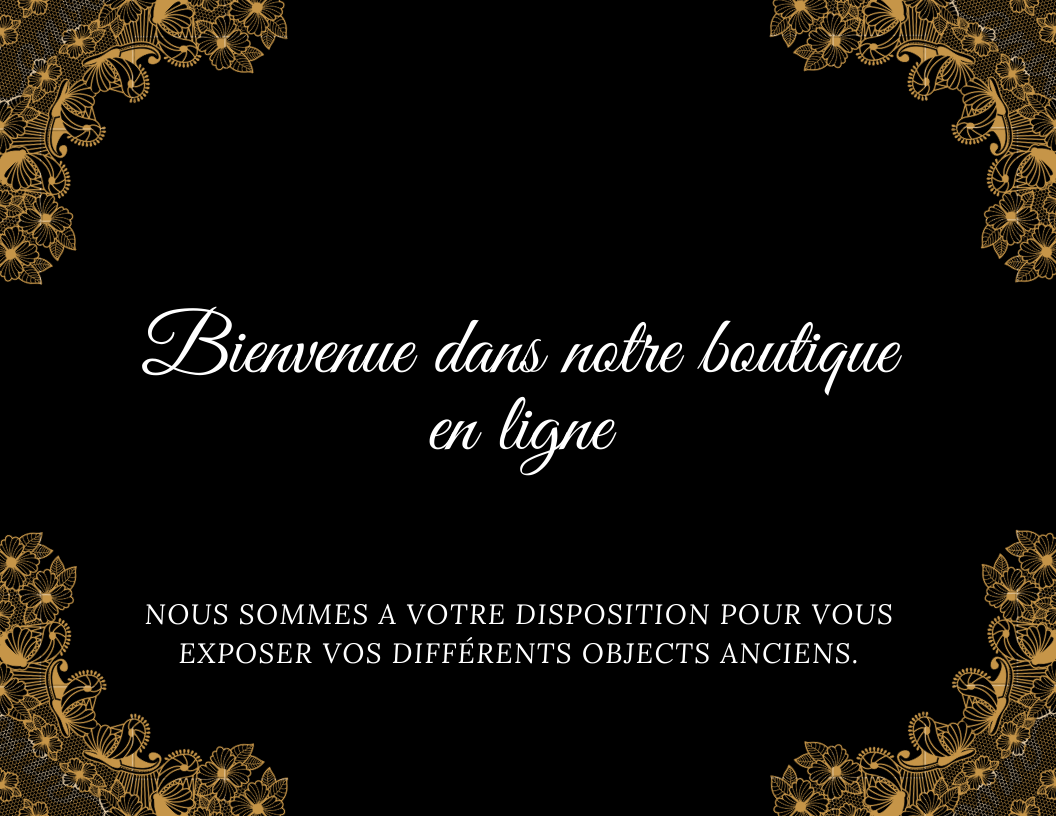 Bienvenue dans notre boutique
en ligne
NOUS SOMMES A VOTRE DISPOSITION POUR VOUS
EXPOSER VOS DIFFÉRENTS OBJECTS ANCIENS.